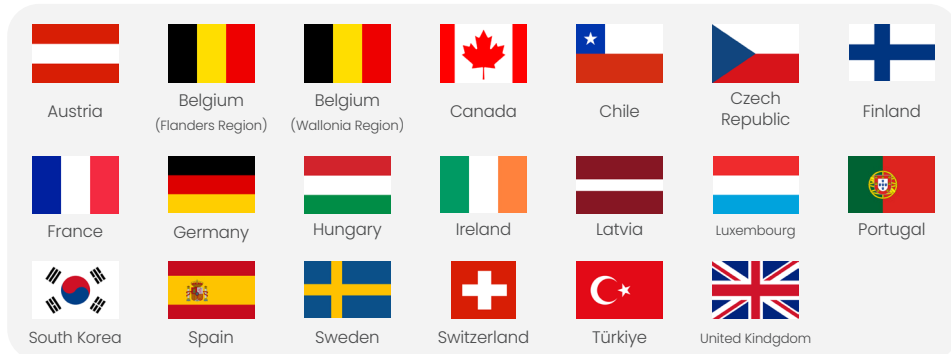 Austria
Belgium
(Flanders Region)
Belgium
(Wallonia Region)
Canada
Chile
Czech
Republic
Finland
France
Germany
Hungary
Ireland
Latvia
Luxembourg
Portugal
South Korea
Spain
Sweden
Switzerland
Türkiye
United Kindgdom